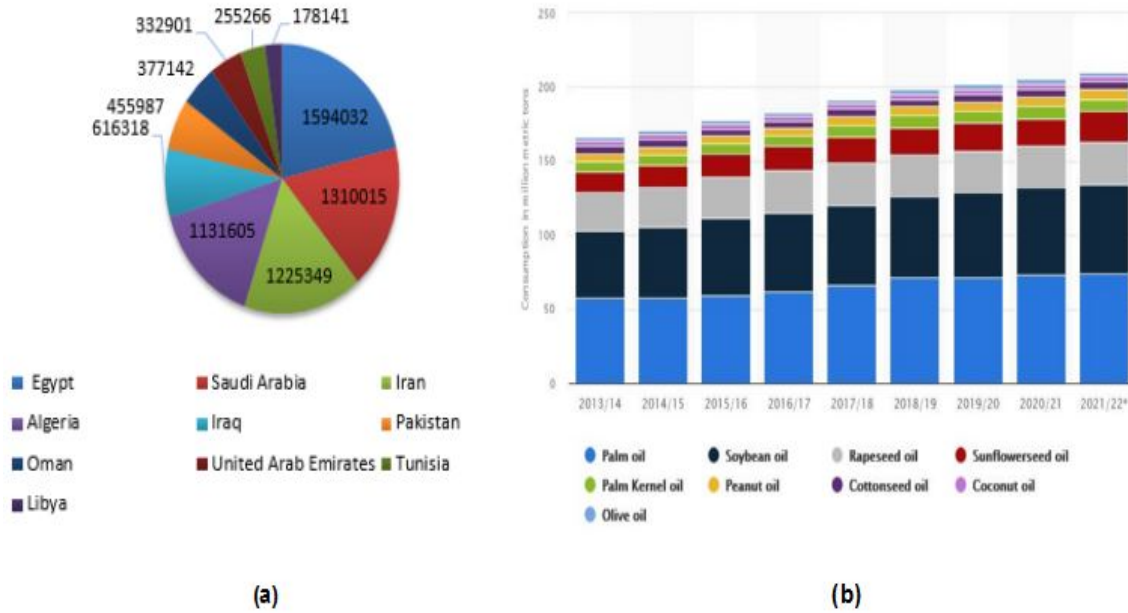 332901
255266
178141
377142
455987
616318
1594032
1310015
1131605
1225349
Egypt
Saudi Arabia
Iran
Algeria
Iraq
Pakistan
Oman
United Arab Emirates
Tunisia
Libya
(a)
Consumption in million metric tons
250
200
150
100
50
0
2013/14 2014/15 2015/16 2016/17 2017/18 2018/19 2019/20 2020/21 2021/22*
Palm oil
Soybean oil
Rapeseed oil
Sunflowerseed oil
Palm Kernel oil
Peanut oil
Cottonseed oil
Coconut oil
Olive oil
(b)